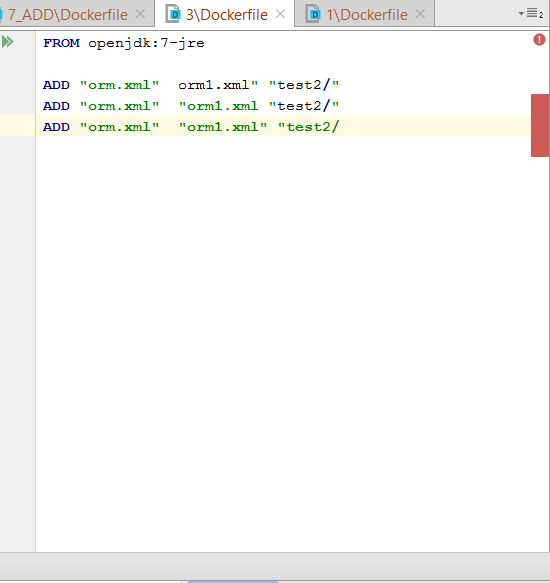 7_ADD\Dockerfile 3\Dockerfile 1\Dockerfile 2
FROM openjdk:7-jre
ADD "orm.xml"  orm1.xml" "test2/"
ADD "orm.xml"  "orm1.xml "test2/"
ADD "orm.xml"  "orm1.xml" "test2/